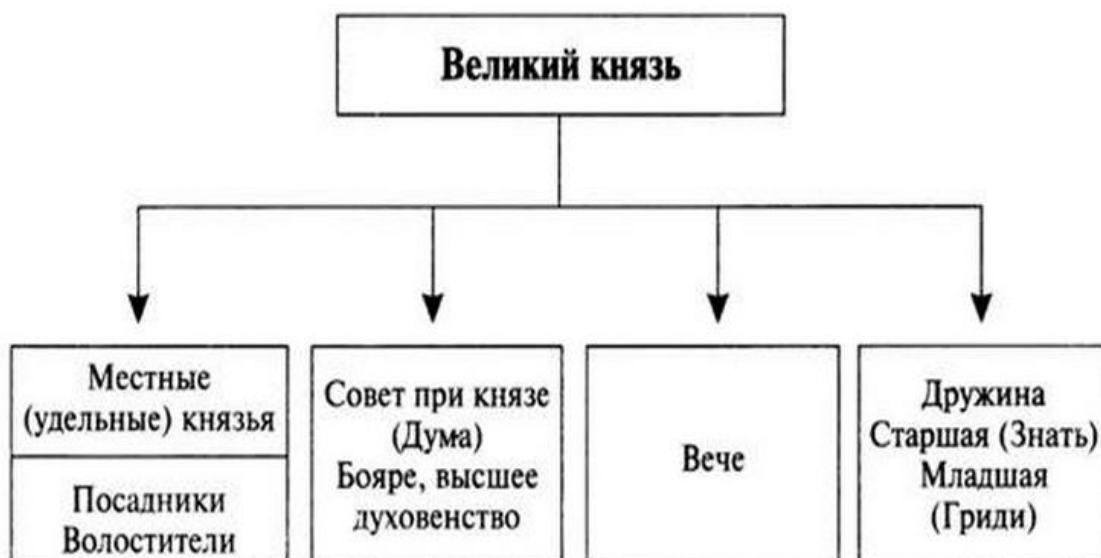 Великий князь
Местные
(удельные) князья
Посадники
Волостители
Совет при князе
(Дума)
Бояре, высшее
духовенство
Вече
Дружина
Старшая (Знать)
Младшая
(Гриди)